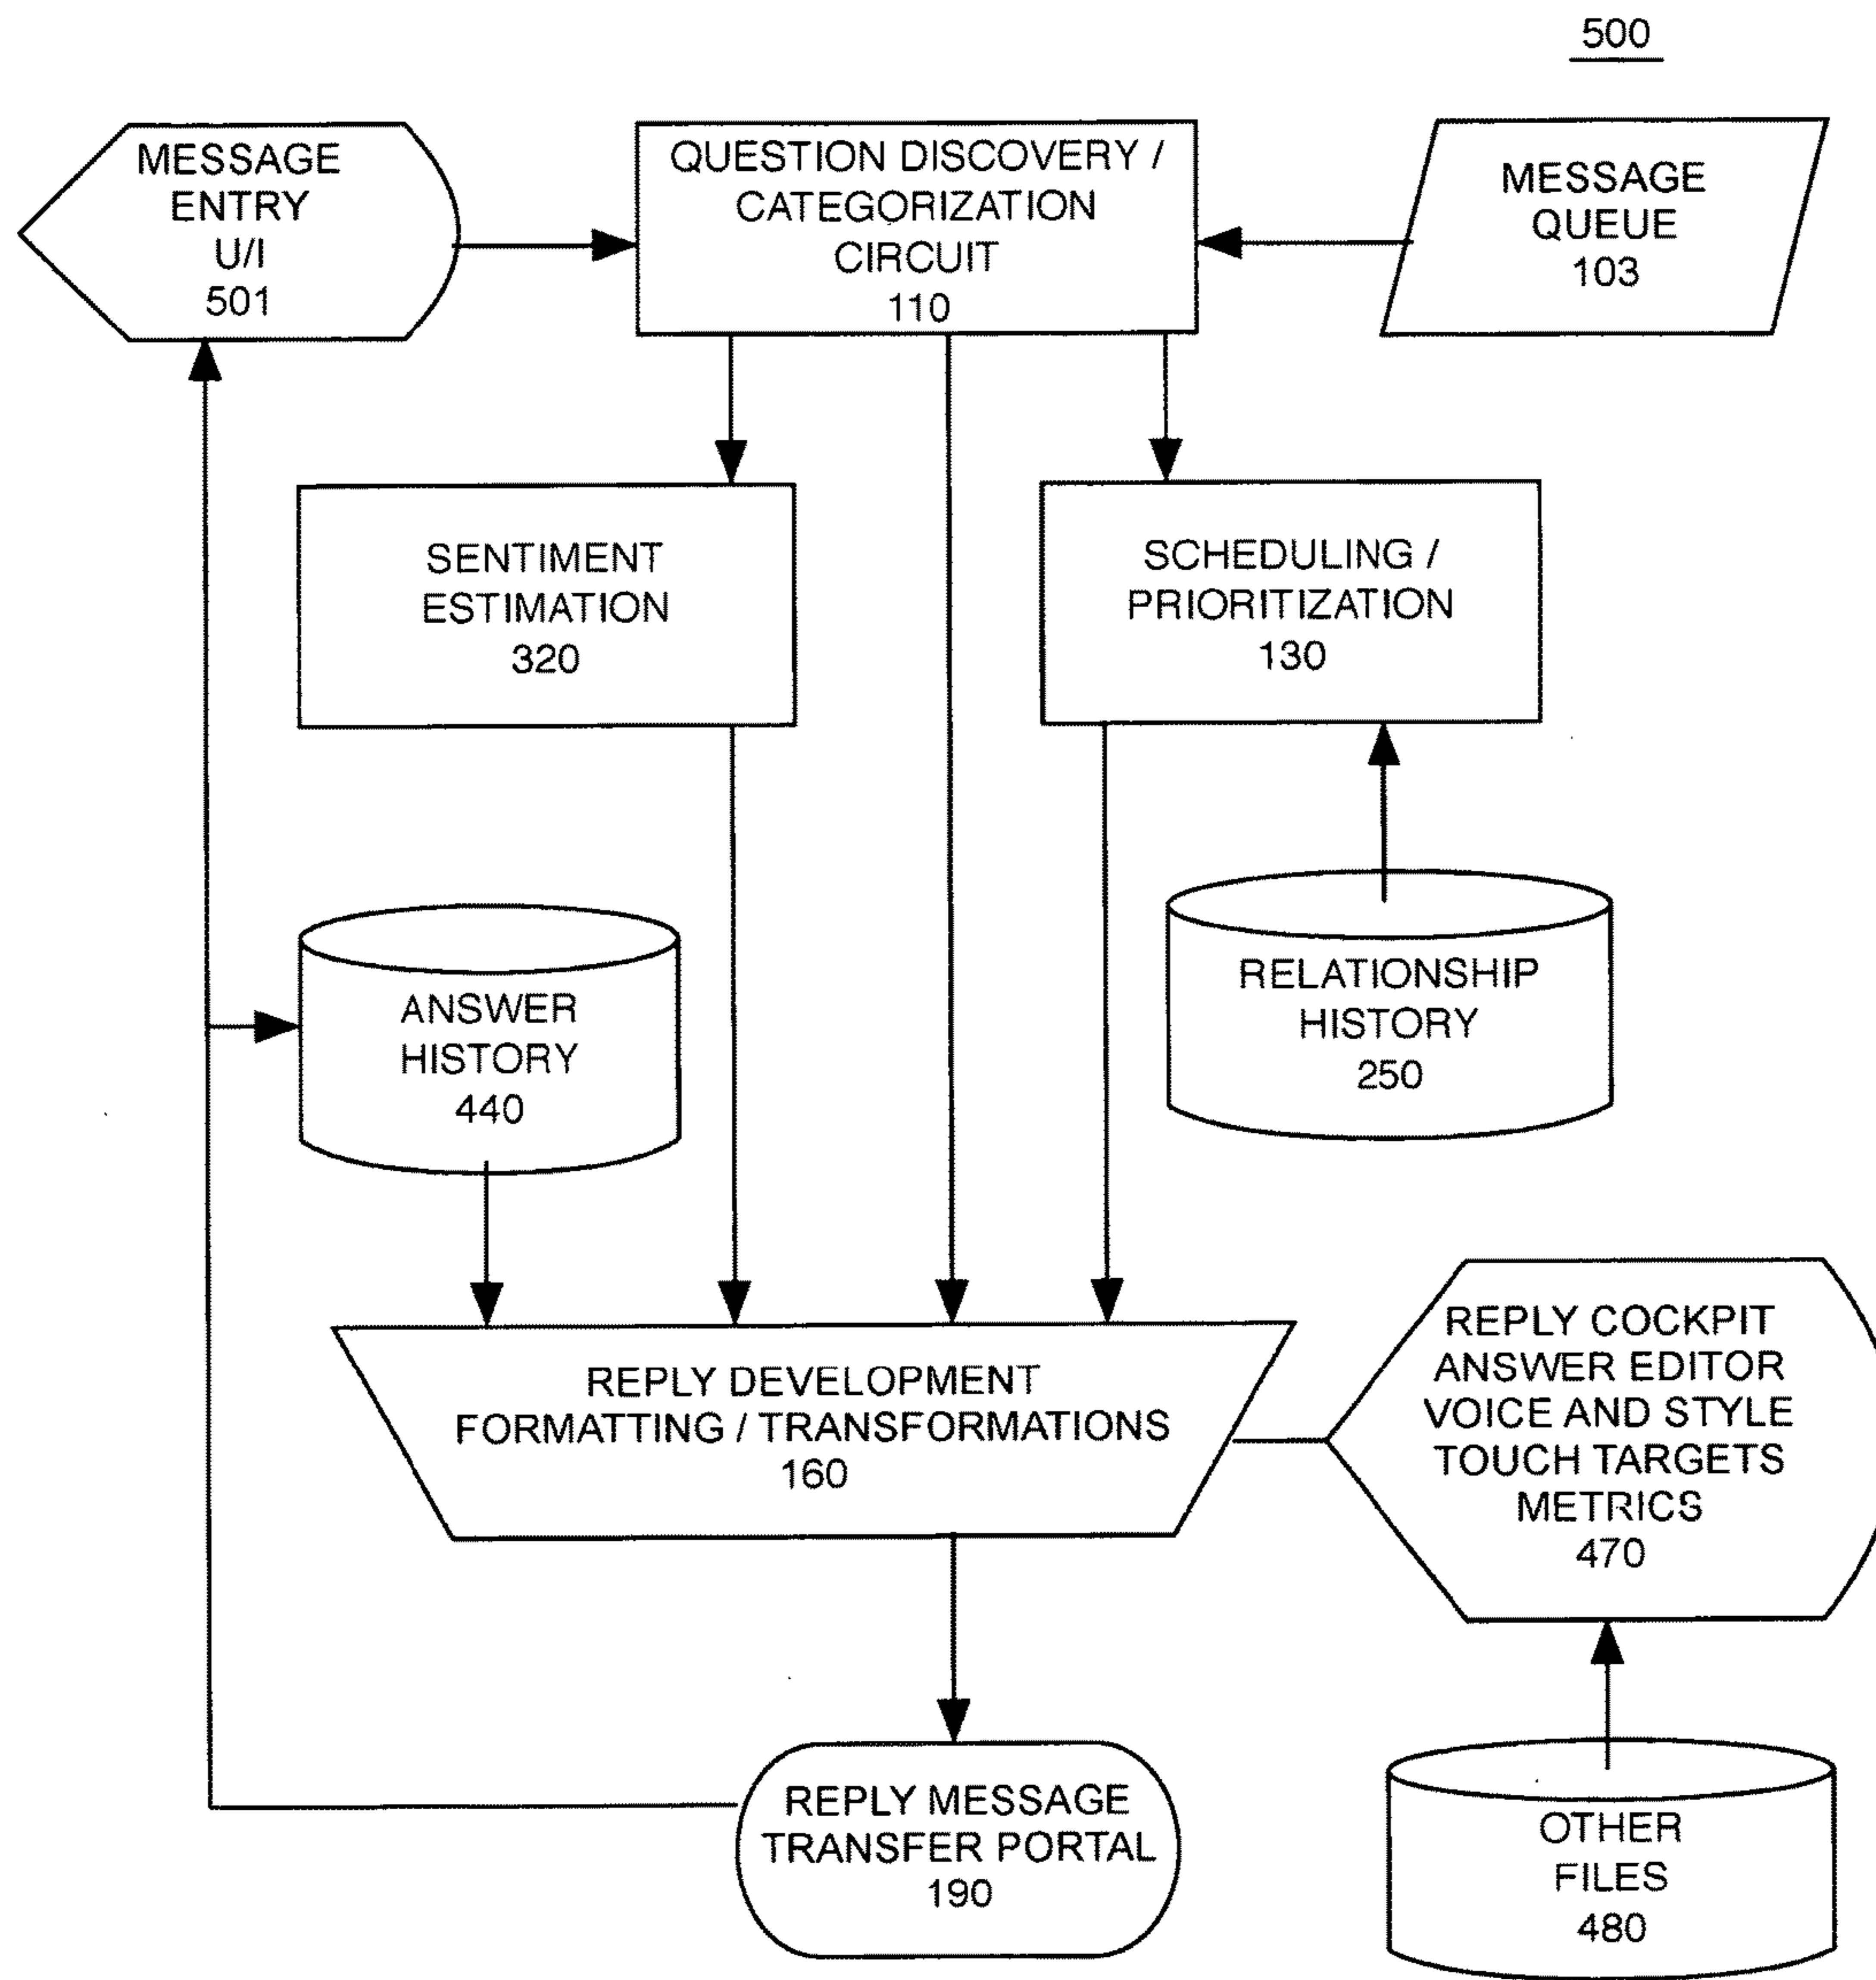 500
MESSAGE
ENTRY
U/I
501
QUESTION DISCOVERY /
CATEGORIZATION
CIRCUIT
110
MESSAGE
QUEUE
103
SENTIMENT
ESTIMATION
320
SCHEDULING /
PRIORITIZATION
130
ANSWER
HISTORY
440
RELATIONSHIP
HISTORY
250
REPLY DEVELOPMENT
FORMATTING / TRANSFORMATIONS
160
REPLY COCKPIT
ANSWER EDITOR
VOICE AND STYLE
TOUCH TARGETS
METRICS
470
REPLY MESSAGE
TRANSFER PORTAL
190
OTHER
FILES
480